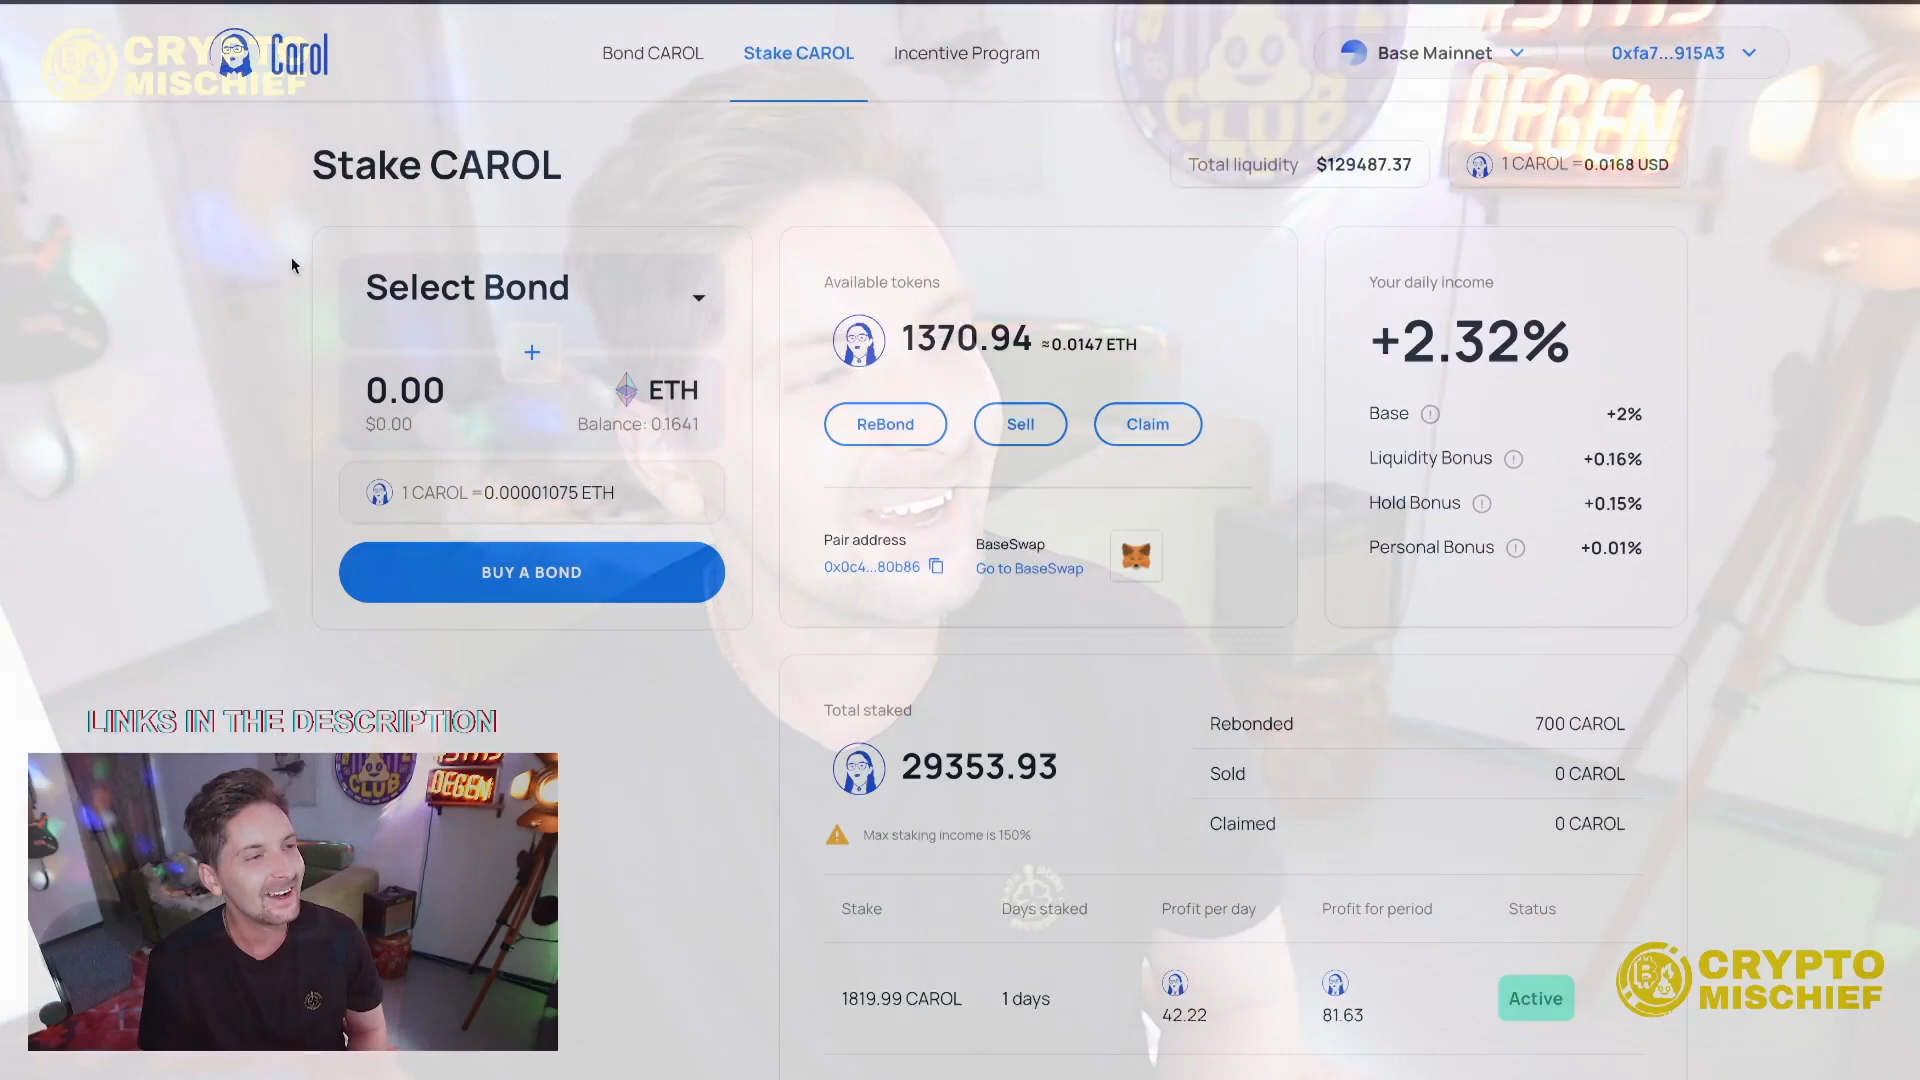 CRYPTO
MISCHIEF
Carol
Bond CAROL
Stake CAROL
Incentive Program
Base Mainnet
0xfa7...915A3
CLUB
DEGEN
Stake CAROL
Total liquidity $129487.37
1 CAROL =0.0168 USD
Select Bond
+
0.00
ETH
$0.00
Balance: 0.1641
1 CAROL =0.00001075 ETH
BUY A BOND
Available tokens
1370.94 ≈0.0147 ETH
ReBond
Sell
Claim
Pair address
0x0c4...80b86
BaseSwap
Go to BaseSwap
Your daily income
+2.32%
Base +2%
Liquidity Bonus +0.16%
Hold Bonus +0.15%
Personal Bonus +0.01%
Total staked
29353.93
Max staking income is 150%
Rebonded 700 CAROL
Sold 0 CAROL
Claimed 0 CAROL
Stake Days staked Profit per day Profit for period Status
1819.99 CAROL 1 days 42.22 81.63 Active
LINKS IN THE DESCRIPTION
CLUB
DEGEN
CRYPTO
MISCHIEF